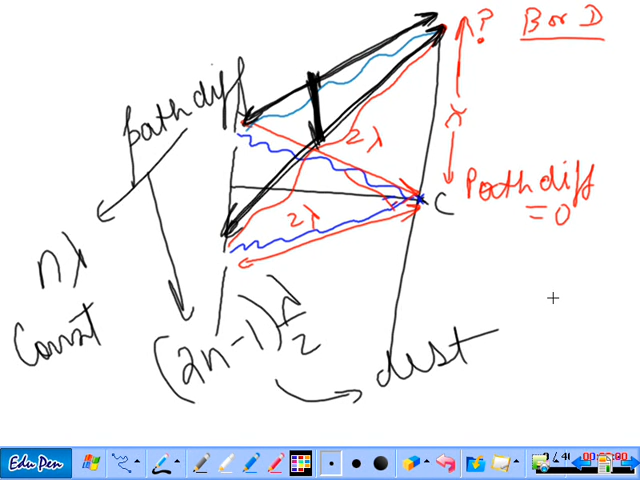 ? B or D
path diff
x
2λ
Path diff
= 0
C
2λ
nλ
Const
(2n-1) λ/2
dest
Edu Pen